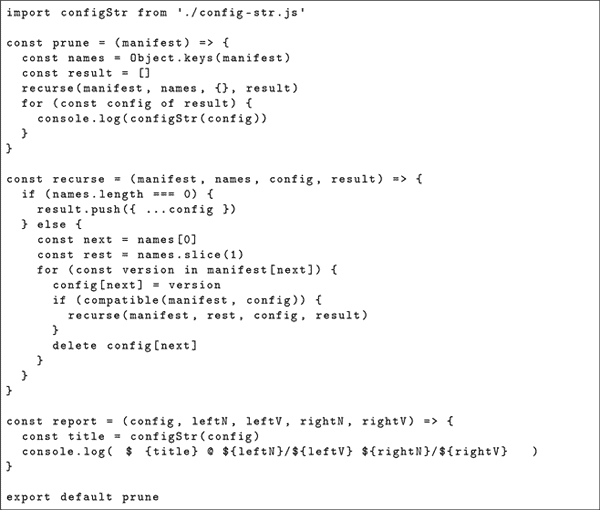 import configStr from './config-str.js'

const prune = (manifest) => {
  const names = Object.keys(manifest)
  const result = []
  recurse(manifest, names, {}, result)
  for (const config of result) {
    console.log(configStr(config))
  }
}

const recurse = (manifest, names, config, result) => {
  if (names.length === 0) {
    result.push({ ...config })
  } else {
    const next = names[0]
    const rest = names.slice(1)
    for (const version in manifest[next]) {
      config[next] = version
      if (compatible(manifest, config)) {
        recurse(manifest, rest, config, result)
      }
      delete config[next]
    }
  }
}

const report = (config, leftN, leftV, rightN, rightV) => {
  const title = configStr(config)
  console.log( $ {title} @ ${leftN}/${leftV} ${rightN}/${rightV} )
}

export default prune